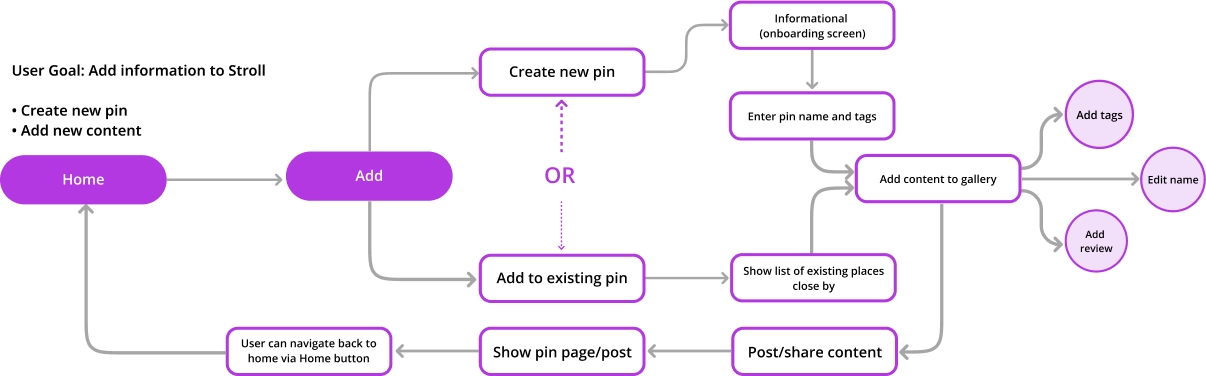 User Goal: Add information to Stroll
• Create new pin
• Add new content
Home
Add
Create new pin
OR
Add to existing pin
Informational
(onboarding screen)
Enter pin name and tags
Show list of existing places
close by
Add content to gallery
Add tags
Edit name
Add
review
Post/share content
Show pin page/post
User can navigate back to
home via Home button